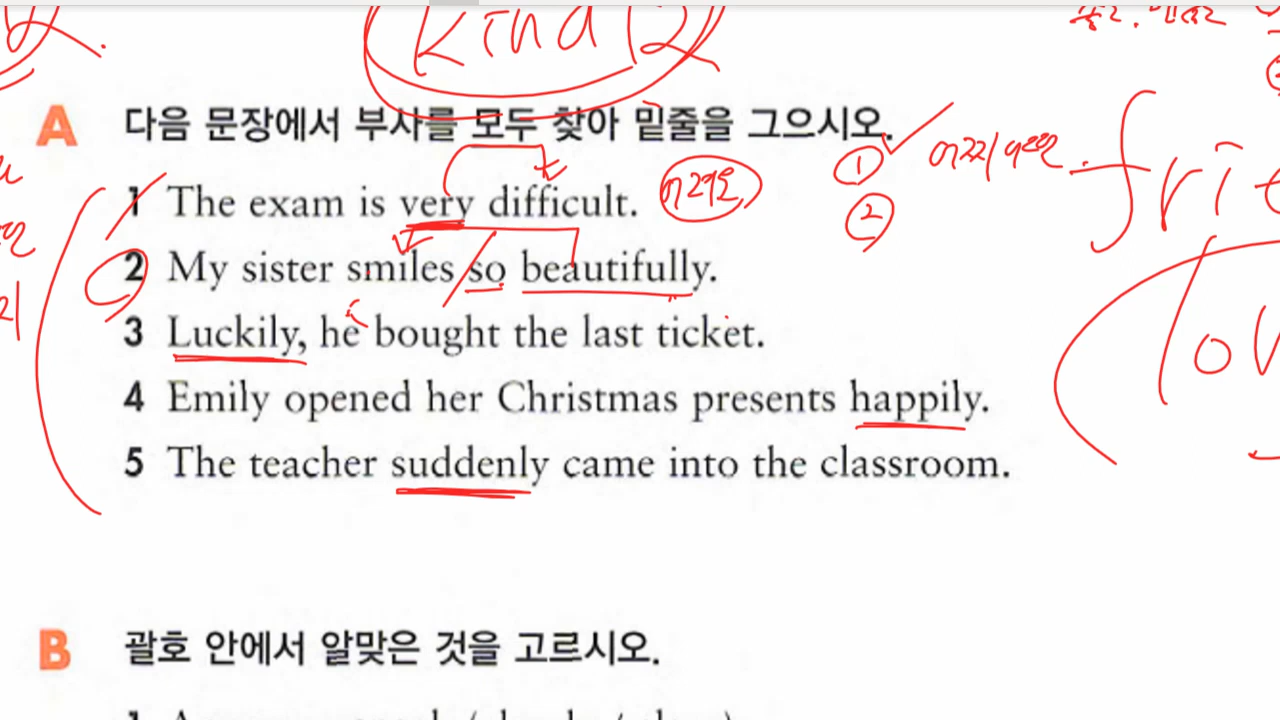 kind
A 다음 문장에서 부사를 모두 찾아 밑줄을 그으시오.
1 The exam is very difficult.
①
②
2 My sister smiles so beautifully.
3 Luckily, he bought the last ticket.
4 Emily opened her Christmas presents happily.
5 The teacher suddenly came into the classroom.
B 괄호 안에서 알맞은 것을 고르시오.